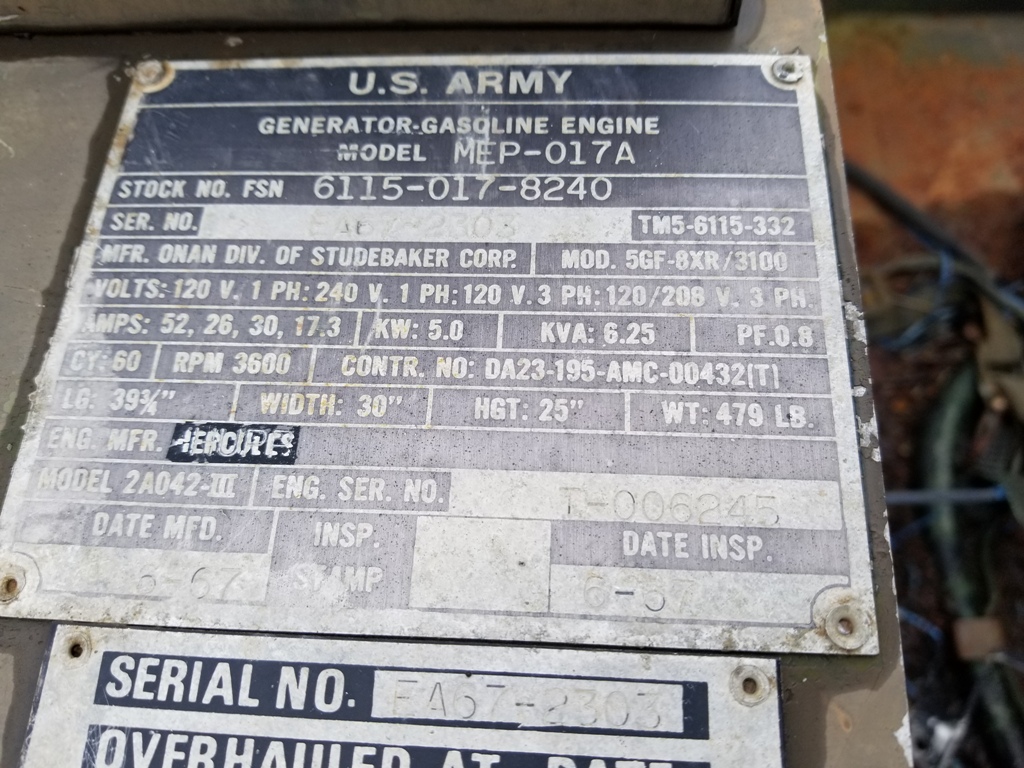 U.S. ARMY
GENERATOR-GASOLINE ENGINE
MODEL MEP-017A
STOCK NO. FSN 6115-017-8240
SER. NO. EA67-2303 TM5-6115-332
MFR. ONAN DIV. OF STUDEBAKER CORP. MOD. 5GF-8XR/3100
VOLTS: 120 V. 1 PH: 240 V. 1 PH: 120 V. 3 PH: 120/208 V. 3 PH.
AMPS: 52, 26, 30, 17.3 KW: 5.0 KVA: 6.25 PF.0.8
CY: 60 RPM 3600 CONTR. NO: DA23-195-AMC-00432(T)
LG: 39¾" WIDTH: 30" HGT: 25" WT: 479 LB.
ENG. MFR. HERCULES
MODEL 2A042-III ENG. SER. NO. T-006245
DATE MFD. INSP. DATE INSP.
6-67 STAMP 6-67
SERIAL NO. EA67-2303
OVERHAULED AT DATE